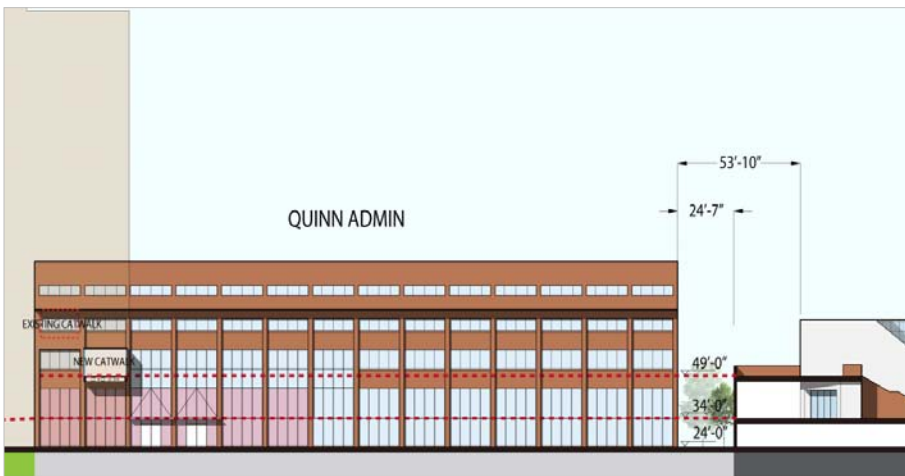 53'-10"
24'-7"
QUINN ADMIN
EXISTING CATWALK
NEW CATWALK
49'-0"
34'-0"
24'-0"